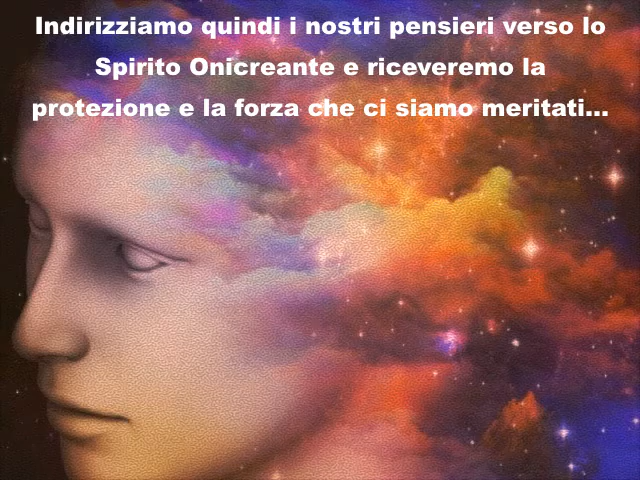 Indirizziamo quindi i nostri pensieri verso lo
Spirito Onicreante e riceveremo la
protezione e la forza che ci siamo meritati...